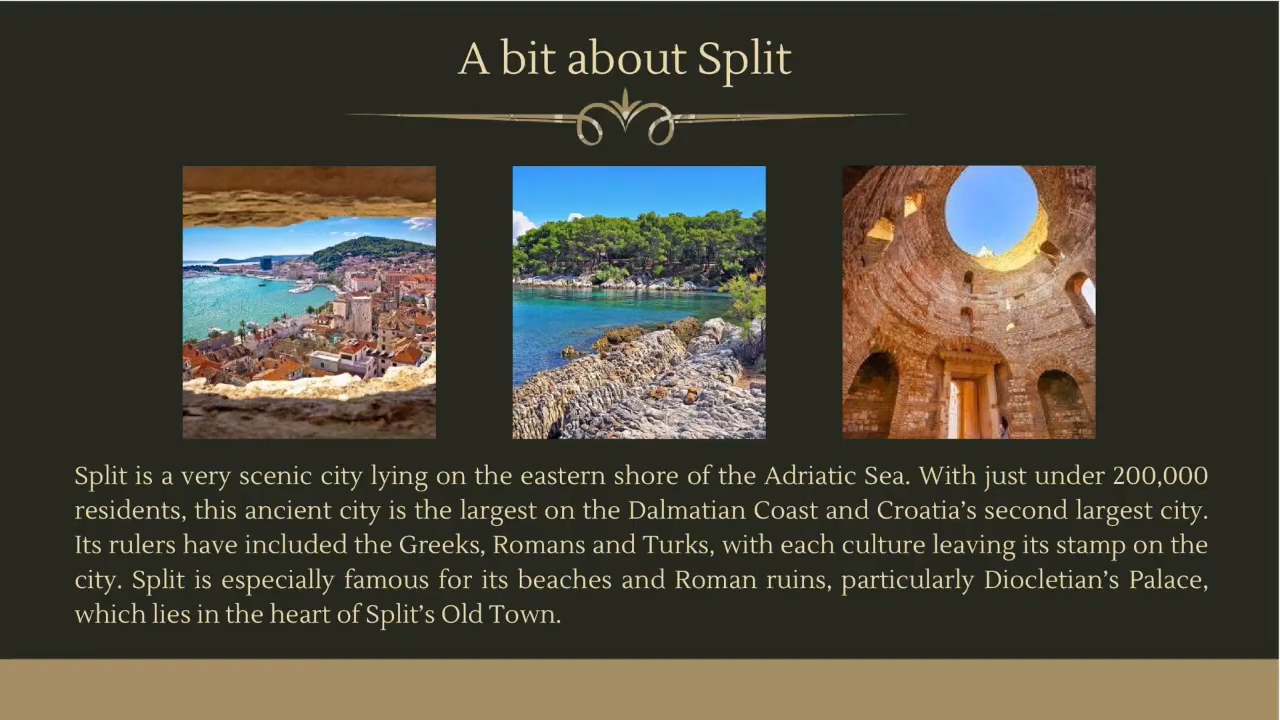 A bit about Split
Split is a very scenic city lying on the eastern shore of the Adriatic Sea. With just under 200,000
residents, this ancient city is the largest on the Dalmatian Coast and Croatia’s second largest city.
Its rulers have included the Greeks, Romans and Turks, with each culture leaving its stamp on the
city. Split is especially famous for its beaches and Roman ruins, particularly Diocletian’s Palace,
which lies in the heart of Split’s Old Town.